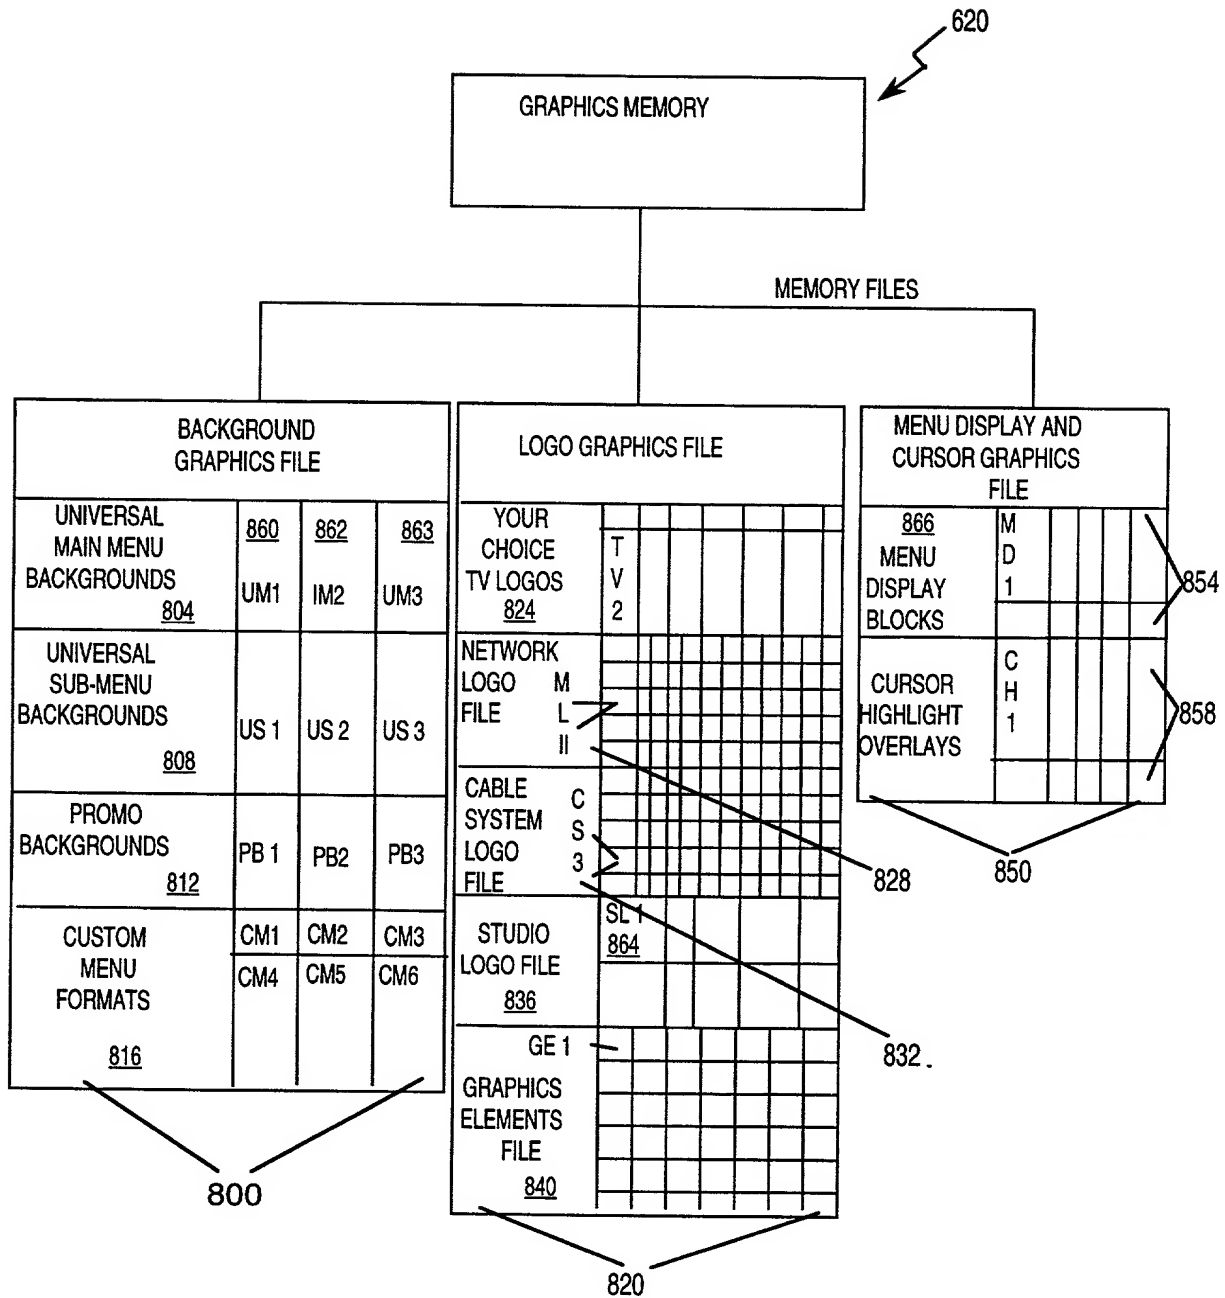 620
GRAPHICS MEMORY
MEMORY FILES
BACKGROUND
GRAPHICS FILE
UNIVERSAL
MAIN MENU
BACKGROUNDS
804
860 862 863
UM1 IM2 UM3
UNIVERSAL
SUB-MENU
BACKGROUNDS
808
US 1 US 2 US 3
PROMO
BACKGROUNDS
812
PB 1 PB2 PB3
CUSTOM
MENU
FORMATS
816
CM1 CM2 CM3
CM4 CM5 CM6
800
LOGO GRAPHICS FILE
YOUR
CHOICE
TV LOGOS
824
T
V
2
NETWORK
LOGO
FILE
M
L
II
CABLE
SYSTEM
LOGO
FILE
C
S
3
STUDIO
LOGO FILE
836
SL 1
864
GE 1
GRAPHICS
ELEMENTS
FILE
840
820
828
832.
MENU DISPLAY AND
CURSOR GRAPHICS
FILE
866
MENU
DISPLAY
BLOCKS
M
D
1
854
CURSOR
HIGHLIGHT
OVERLAYS
C
H
1
858
850